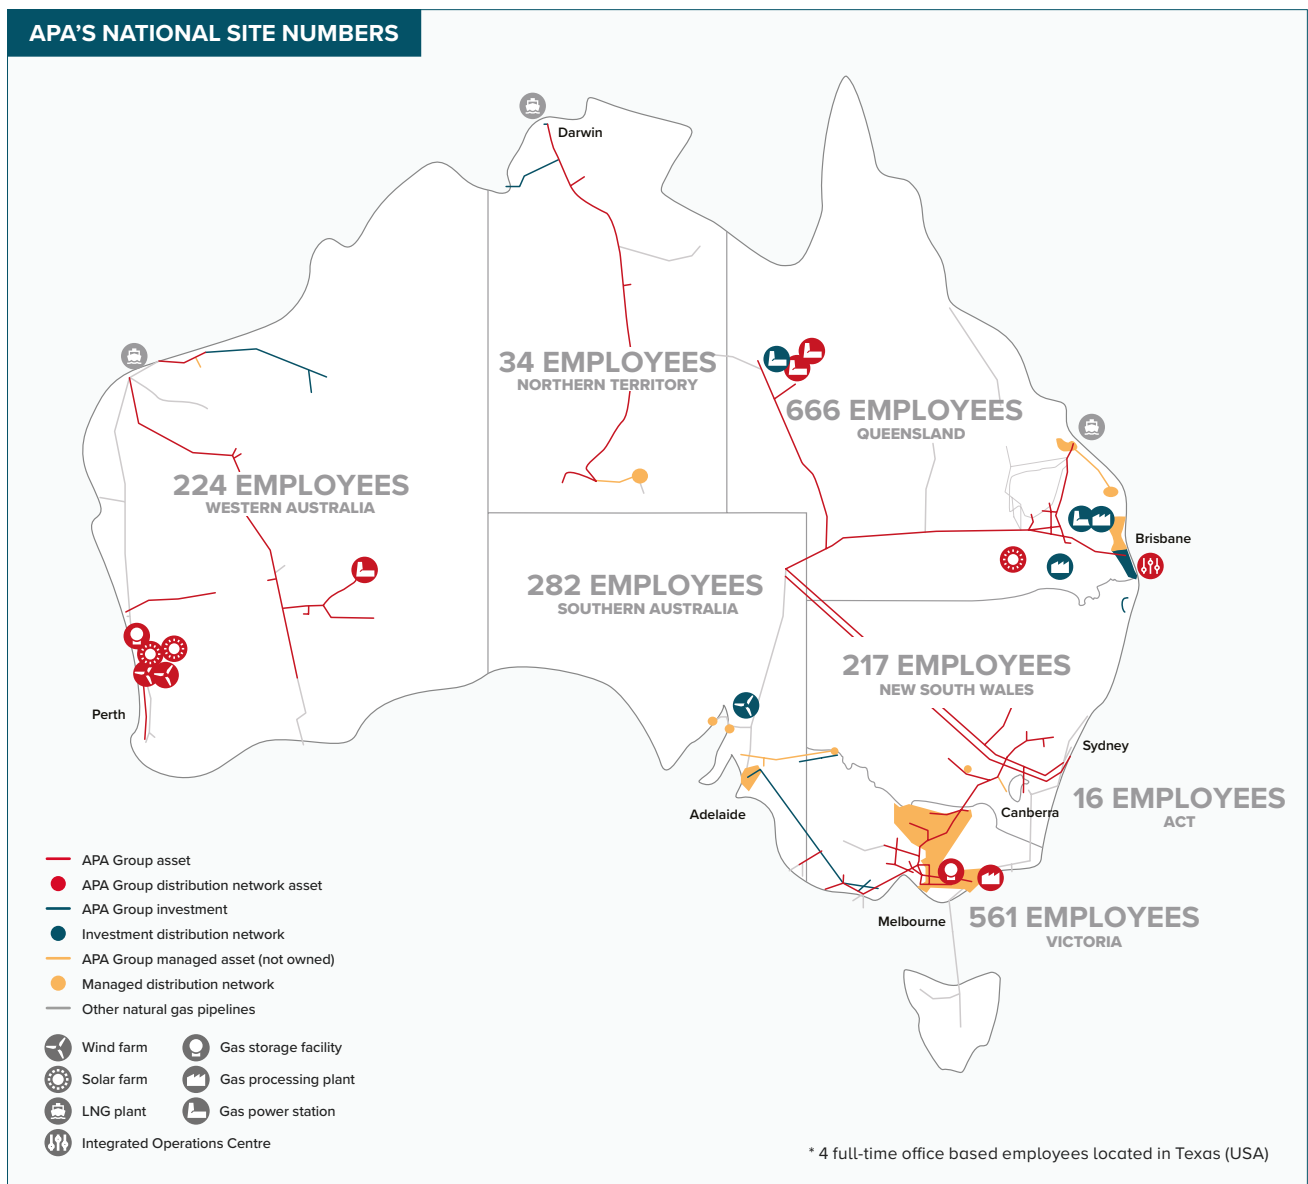 APA'S NATIONAL SITE NUMBERS
Darwin
34 EMPLOYEES
NORTHERN TERRITORY
666 EMPLOYEES
QUEENSLAND
224 EMPLOYEES
WESTERN AUSTRALIA
Brisbane
282 EMPLOYEES
SOUTHERN AUSTRALIA
217 EMPLOYEES
NEW SOUTH WALES
Perth
Sydney
16 EMPLOYEES
ACT
Adelaide
Canberra
561 EMPLOYEES
VICTORIA
Melbourne
APA Group asset
APA Group distribution network asset
APA Group investment
Investment distribution network
APA Group managed asset (not owned)
Managed distribution network
Other natural gas pipelines
Wind farm
Gas storage facility
Solar farm
Gas processing plant
LNG plant
Gas power station
Integrated Operations Centre
* 4 full-time office based employees located in Texas (USA)